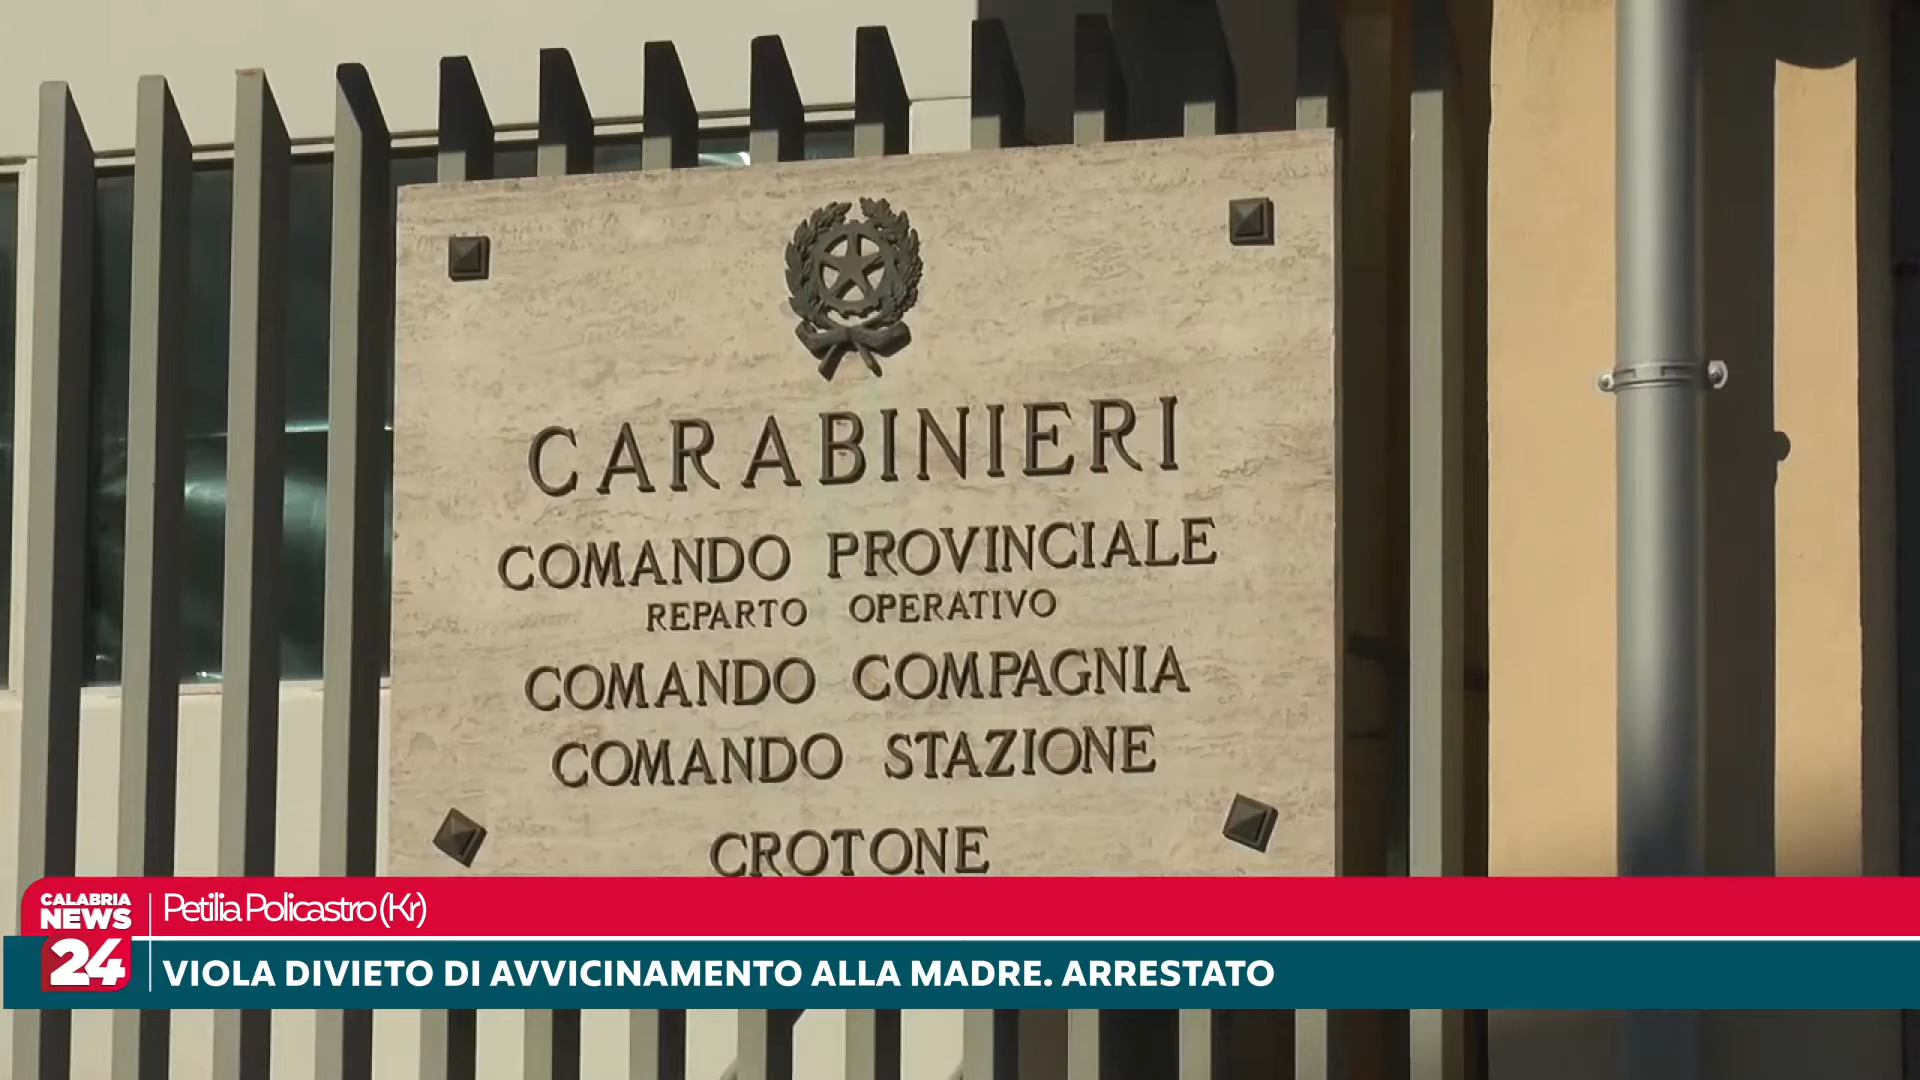 CARABINIERI
COMANDO PROVINCIALE
REPARTO OPERATIVO
COMANDO COMPAGNIA
COMANDO STAZIONE
CROTONE
CALABRIA
NEWS
24
Petilia Policastro (Kr)
VIOLA DIVIETO DI AVVICINAMENTO ALLA MADRE. ARRESTATO